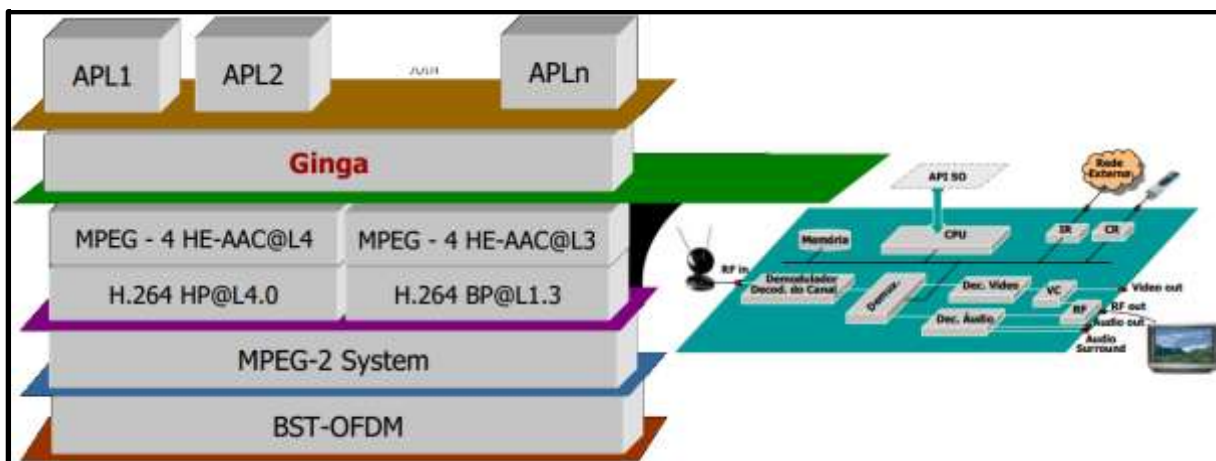 APL1
APL2
APLn
Ginga
MPEG - 4 HE-AAC@L4
MPEG - 4 HE-AAC@L3
H.264 HP@L4.0
H.264 BP@L1.3
MPEG-2 System
BST-OFDM
API SO
Rede
Externa
Memória
CPU
IR
CR
RF in
Demodulador
Decod. do Canal
Demux.
Dec. Vídeo
VC
Video out
Dec. Áudio
RF
RF out
Audio out
Audio
Surround